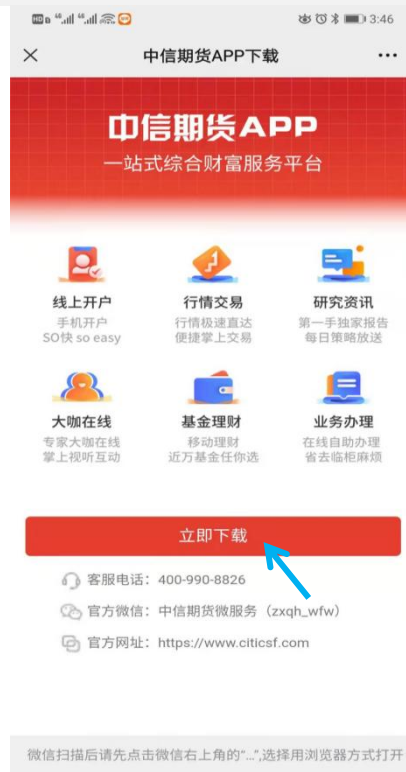 3:46
中信期货APP下载
中信期货APP
一站式综合财富服务平台
线上开户 行情交易 研究资讯
手机开户 行情极速直达 第一手独家报告
SO快 so easy 便捷掌上交易 每日策略放送
大咖在线 基金理财 业务办理
专家大咖在线 移动理财 在线自助办理
掌上视听互动 近万基金任你选 省去临柜麻烦
立即下载
客服电话：400-990-8826
官方微信：中信期货微服务（zxqh_wfw）
官方网址：https://www.citicsf.com
微信扫描后请先点击微信右上角的“...”,选择用浏览器方式打开